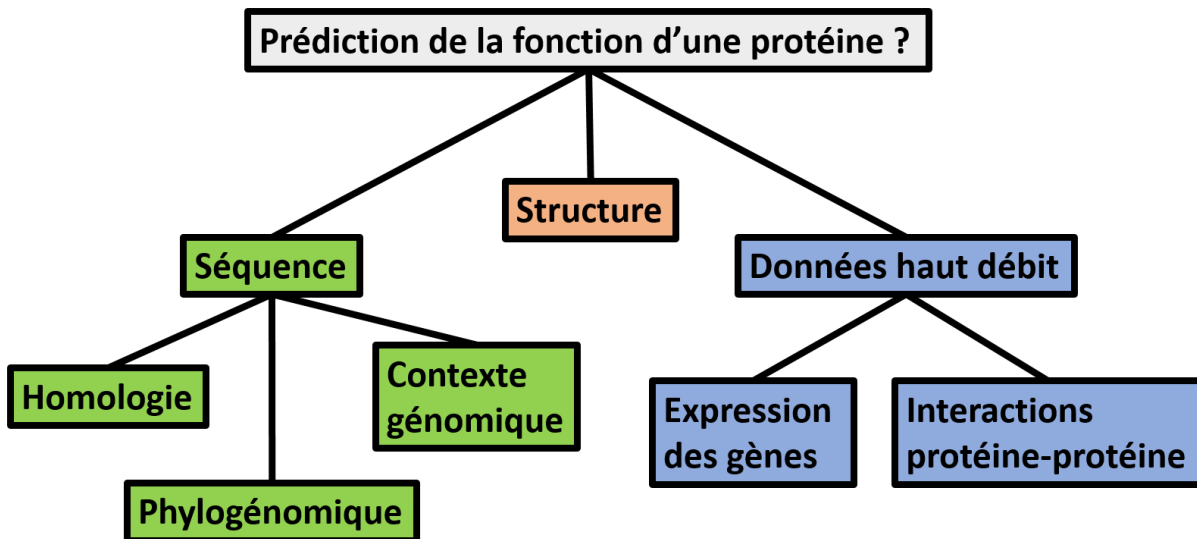 Prédiction de la fonction d’une protéine ?
Structure
Séquence
Données haut débit
Homologie
Contexte
génomique
Phylogénomique
Expression
des gènes
Interactions
protéine-protéine